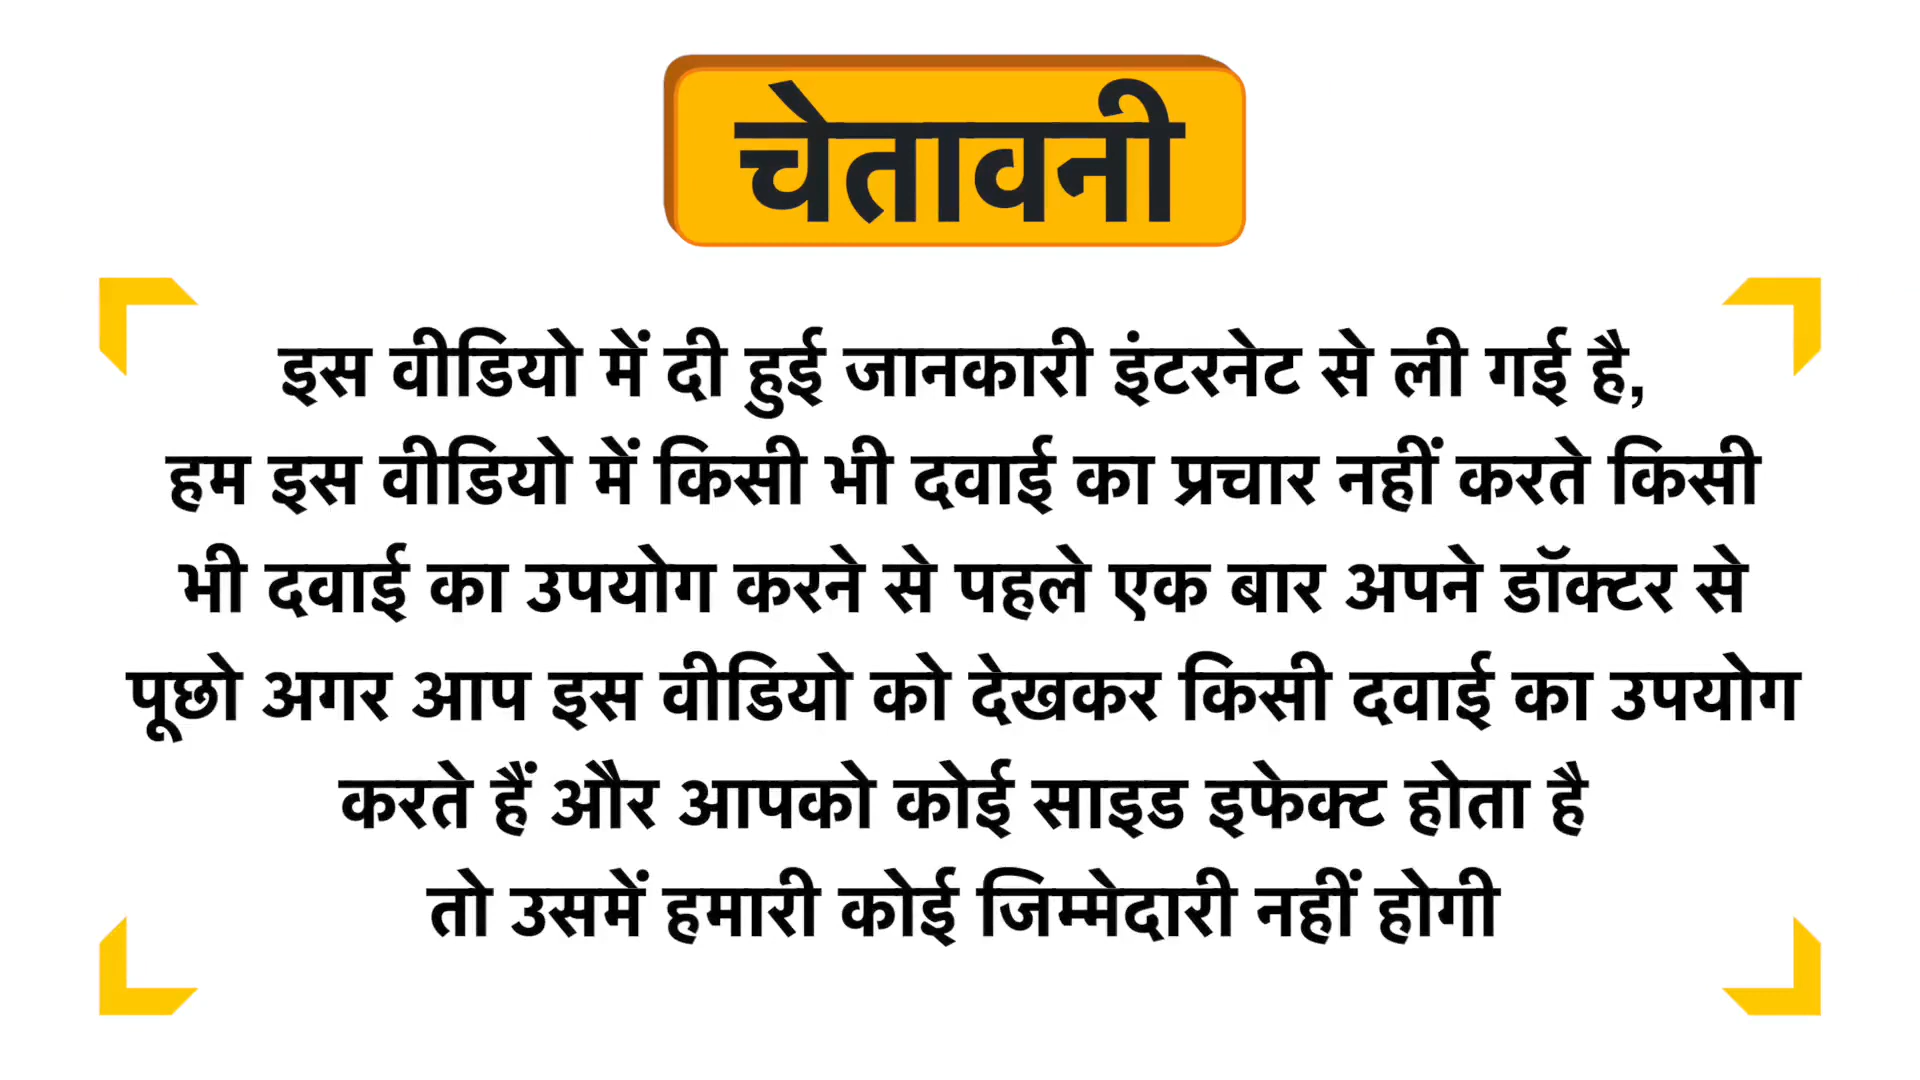 चेतावनी
इस वीडियो में दी हुई जानकारी इंटरनेट से ली गई है,
हम इस वीडियो में किसी भी दवाई का प्रचार नहीं करते किसी
भी दवाई का उपयोग करने से पहले एक बार अपने डॉक्टर से
पूछो अगर आप इस वीडियो को देखकर किसी दवाई का उपयोग
करते हैं और आपको कोई साइड इफेक्ट होता है
तो उसमें हमारी कोई जिम्मेदारी नहीं होगी